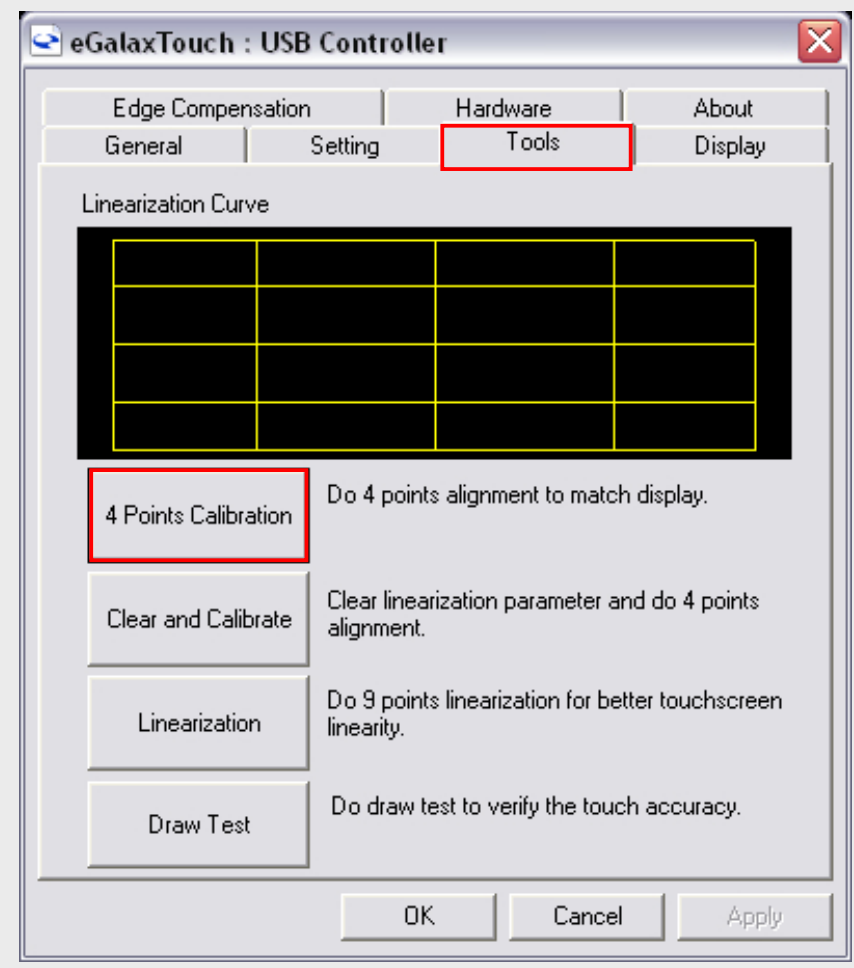 eGalaxTouch : USB Controller
Edge Compensation
Hardware
About
General
Setting
Tools
Display
Linearization Curve
4 Points Calibration
Do 4 points alignment to match display.
Clear and Calibrate
Clear linearization parameter and do 4 points
alignment.
Linearization
Do 9 points linearization for better touchscreen
linearity.
Draw Test
Do draw test to verify the touch accuracy.
OK
Cancel
Apply